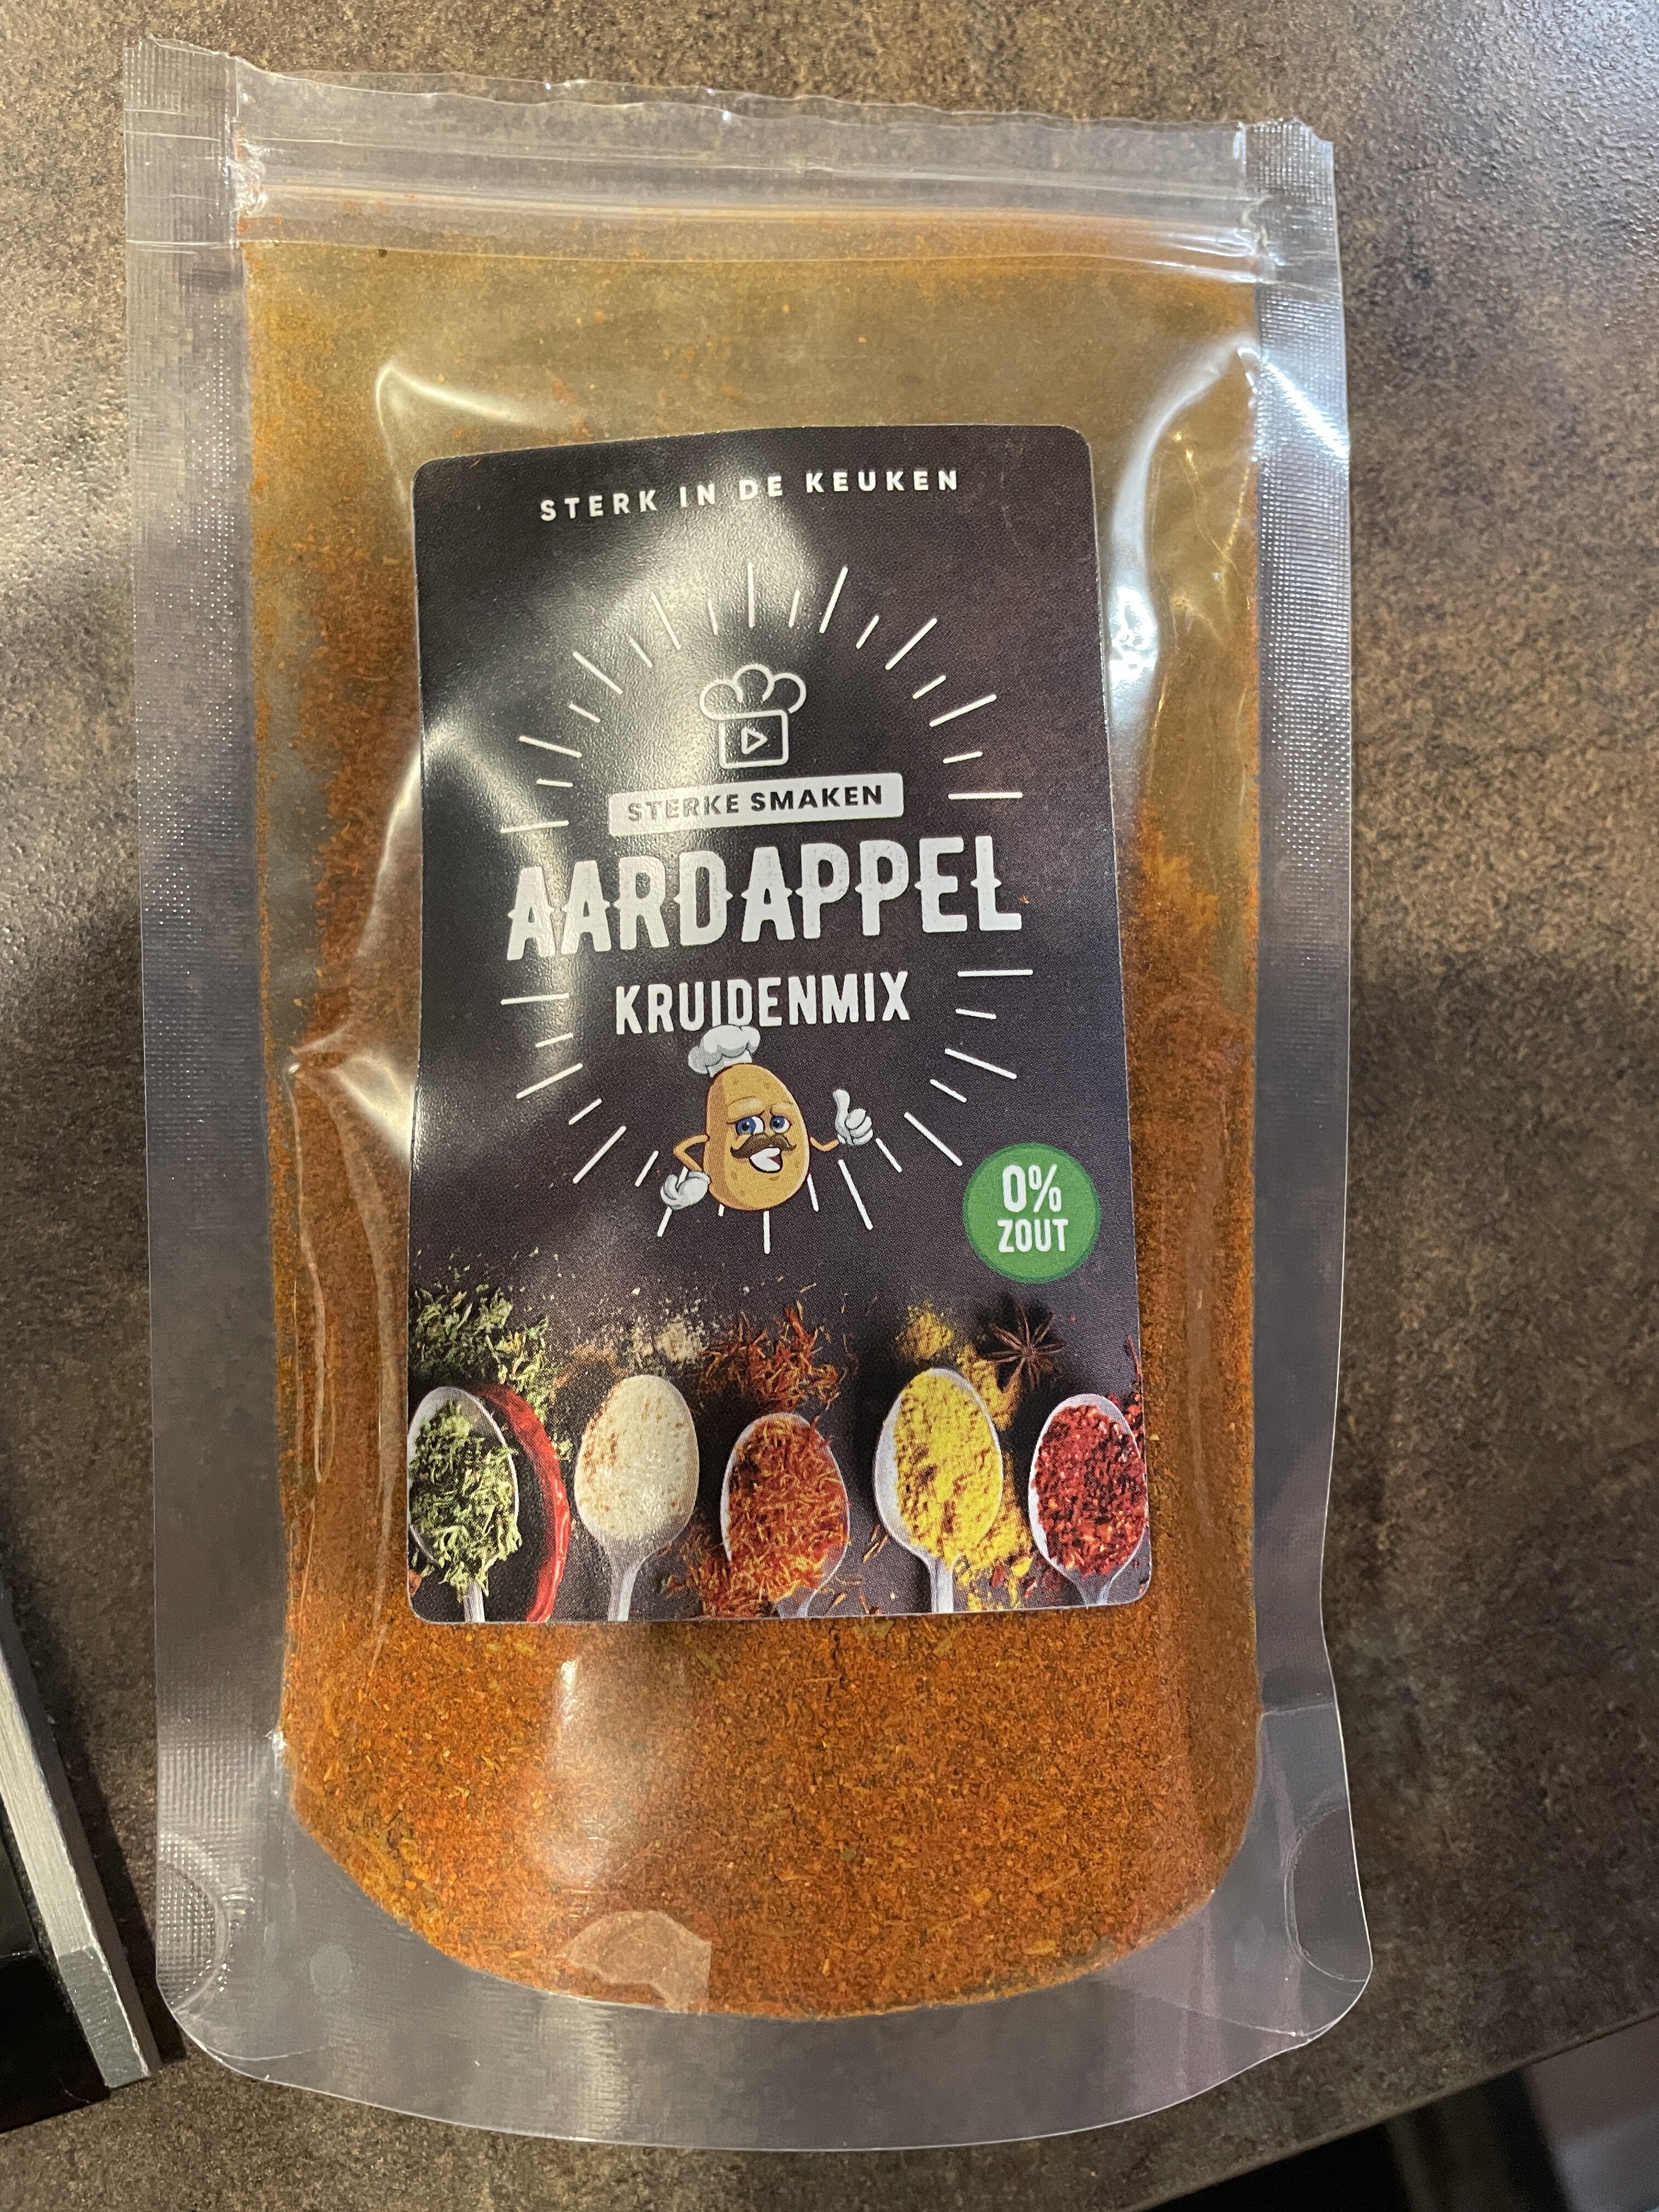 STERK IN DE KEUKEN
STERKE SMAKEN
AARDAPPEL
KRUIDENMIX
0%
ZOUT